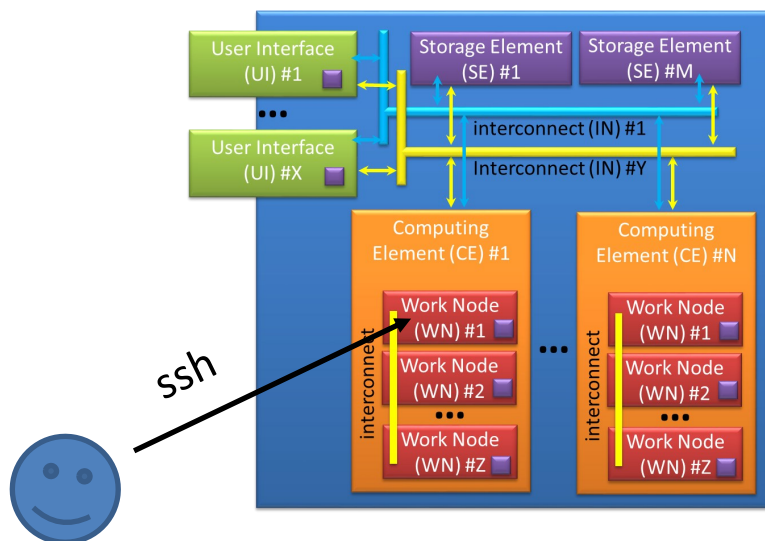 User Interface
(UI) #1
...
User Interface
(UI) #X
Storage Element
(SE) #1
Storage Element
(SE) #M
interconnect (IN) #1
Interconnect (IN) #Y
Computing
Element (CE) #1
interconnect
Work Node
(WN) #1
Work Node
(WN) #2
...
Work Node
(WN) #Z
...
Computing
Element (CE) #N
interconnect
Work Node
(WN) #1
Work Node
(WN) #2
...
Work Node
(WN) #Z
ssh